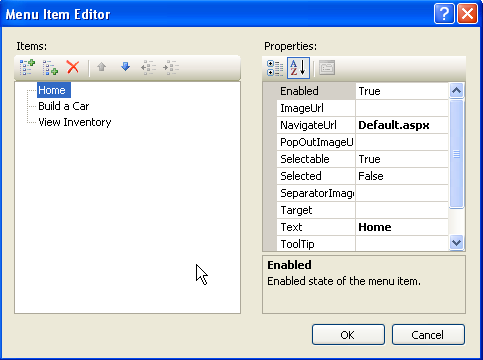 Menu Item Editor
Items:
Properties:
Home
Build a Car
View Inventory
Enabled True
ImageUrl
NavigateUrl Default.aspx
PopOutImageU
Selectable True
Selected False
SeparatorImag
Target
Text Home
ToolTip
Enabled
Enabled state of the menu item.
OK Cancel